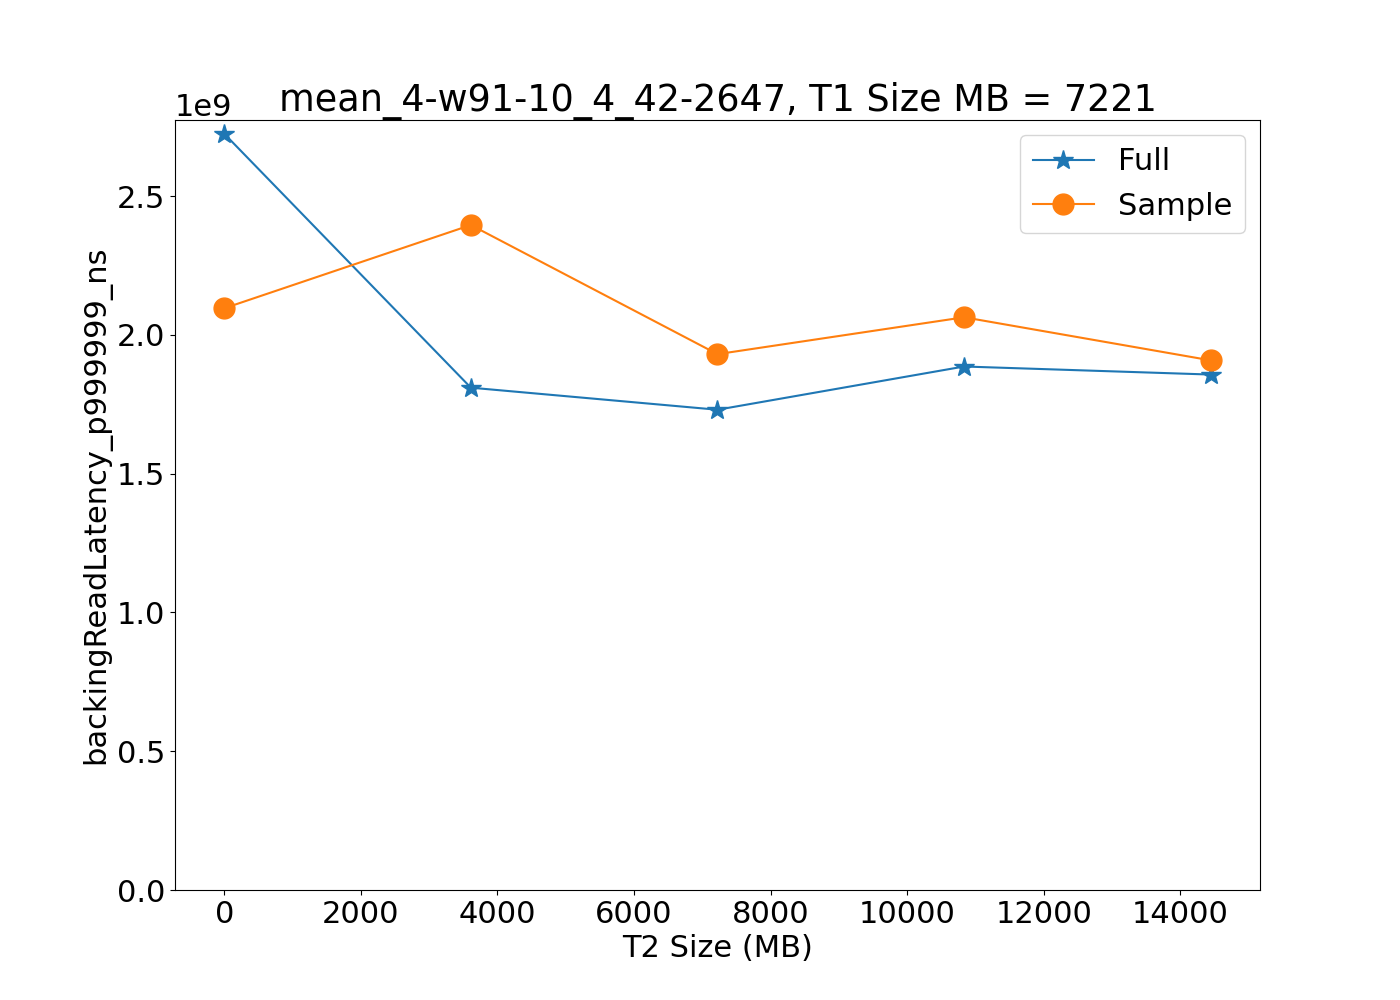 mean_4-w91-10_4_42-2647, T1 Size MB = 7221
1e9
Full
Sample
2.5
2.0
1.5
1.0
0.5
0.0
backingReadLatency_p999999_ns
0 2000 4000 6000 8000 10000 12000 14000
T2 Size (MB)